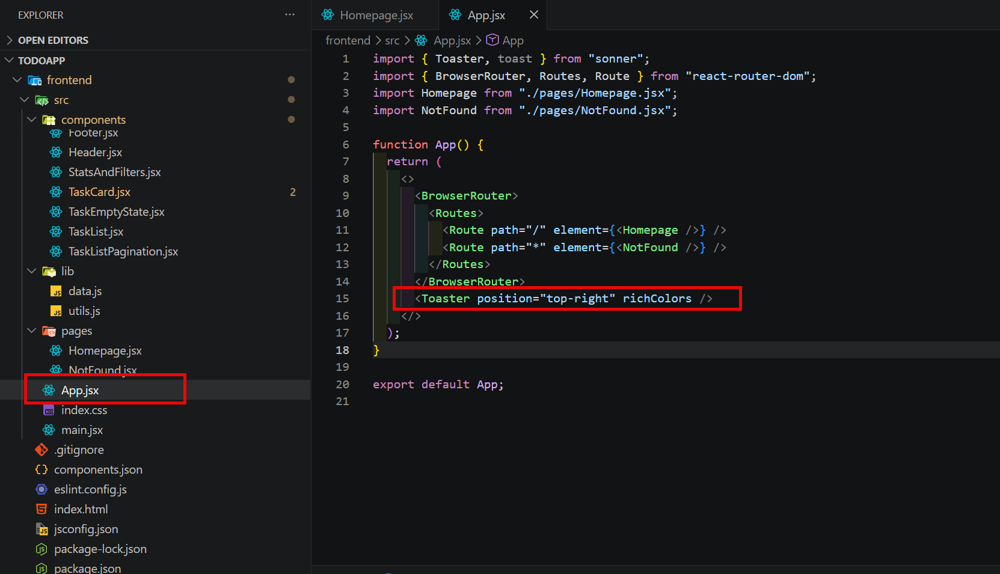 EXPLORER
OPEN EDITORS
TODOAPP
frontend
src
components
Footer.jsx
Header.jsx
StatsAndFilters.jsx
TaskCard.jsx 2
TaskEmptyState.jsx
TaskList.jsx
TaskListPagination.jsx
lib
JS data.js
JS utils.js
pages
Homepage.jsx
NotFound.jsx
App.jsx
index.css
main.jsx
.gitignore
components.json
eslint.config.js
index.html
jsconfig.json
package-lock.json
package.json
Homepage.jsx App.jsx
frontend > src > App.jsx > App
1 import { Toaster, toast } from "sonner";
2 import { BrowserRouter, Routes, Route } from "react-router-dom";
3 import Homepage from "./pages/Homepage.jsx";
4 import NotFound from "./pages/NotFound.jsx";
5
6 function App() {
7 return (
8 <>
9 <BrowserRouter>
10 <Routes>
11 <Route path="/" element={<Homepage />} />
12 <Route path="*" element={<NotFound />} />
13 </Routes>
14 </BrowserRouter>
15 <Toaster position="top-right" richColors />
16 </>
17 );
18 }
19
20 export default App;
21